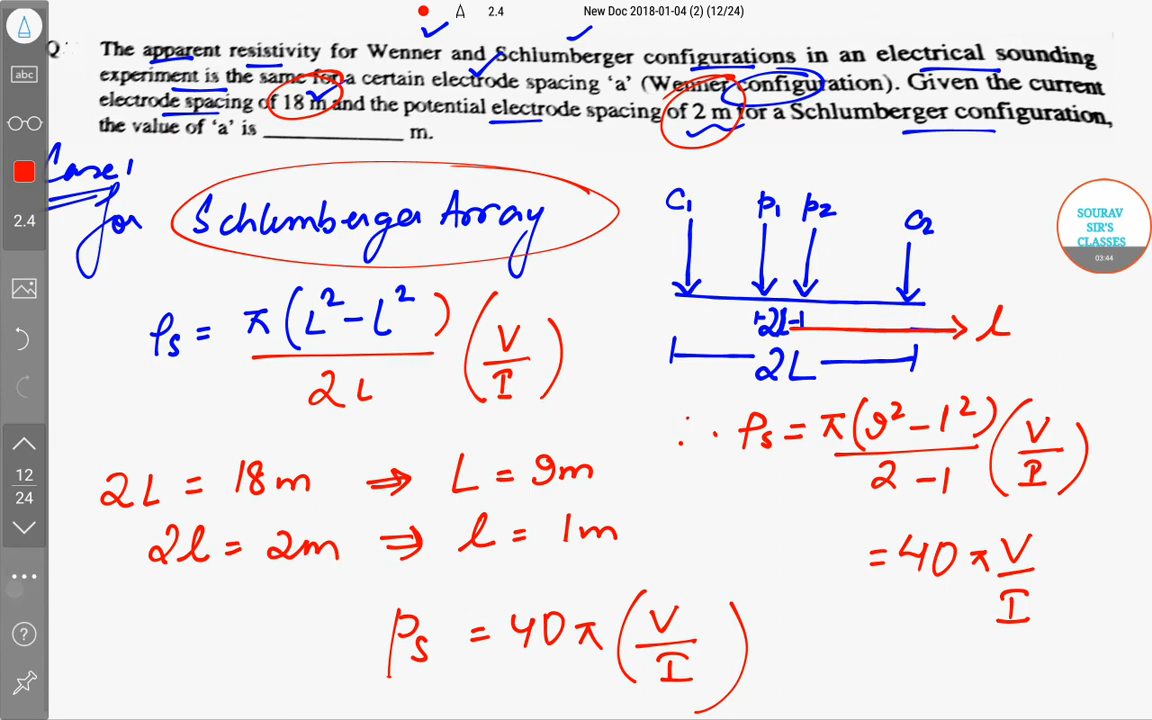 2.4 New Doc 2018-01-04 (2) (12/24)
Q. The apparent resistivity for Wenner and Schlumberger configurations in an electrical sounding
experiment is the same for a certain electrode spacing ‘a’ (Wenner configuration). Given the current
electrode spacing of 18 m and the potential electrode spacing of 2 m for a Schlumberger configuration,
the value of ‘a’ is ____________ m.
Case 1
for Schlumberger Array
C1 P1 P2 C2
SOURAV
SIR'S
CLASSES
03:44
abc
2.4
ρs = π(L² - l²) / 2L (V/I)
2L
l
2L
∴ ρs = π(9² - 1²) / 2 - 1 (V/I)
2L = 18m ⇒ L = 9m
2l = 2m ⇒ l = 1m
= 40 π V/I
ρs = 40π (V/I)
12
24
?